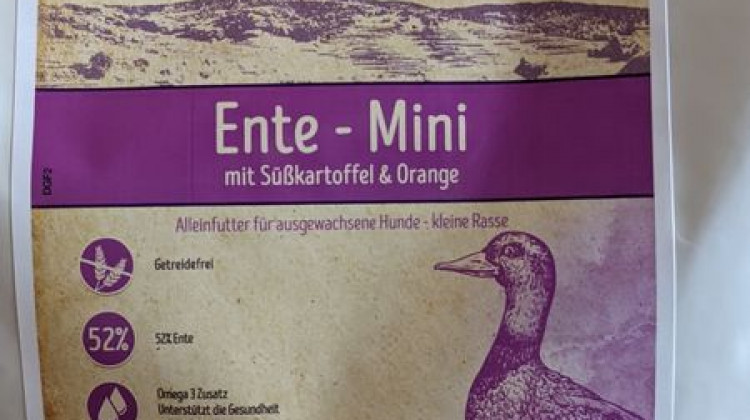 Ente - Mini
mit Süßkartoffel & Orange
DGF2
Alleinfutter für ausgewachsene Hunde - kleine Rasse
Getreidefrei
52%
52% Ente
Omega 3 Zusatz
Unterstützt die Gesundheit